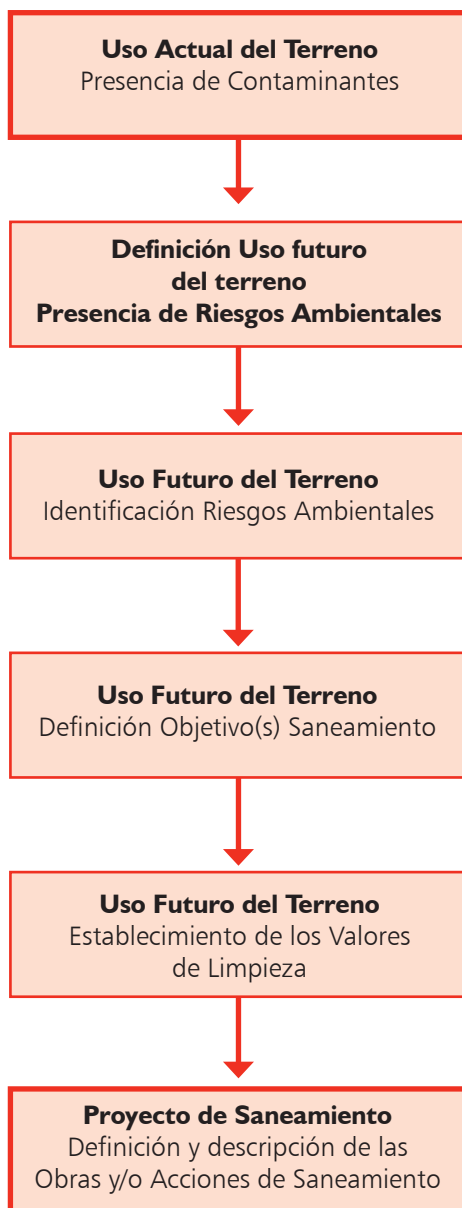 Uso Actual del Terreno
Presencia de Contaminantes
Definición Uso futuro
del terreno
Presencia de Riesgos Ambientales
Uso Futuro del Terreno
Identificación Riesgos Ambientales
Uso Futuro del Terreno
Definición Objetivo(s) Saneamiento
Uso Futuro del Terreno
Establecimiento de los Valores
de Limpieza
Proyecto de Saneamiento
Definición y descripción de las
Obras y/o Acciones de Saneamiento